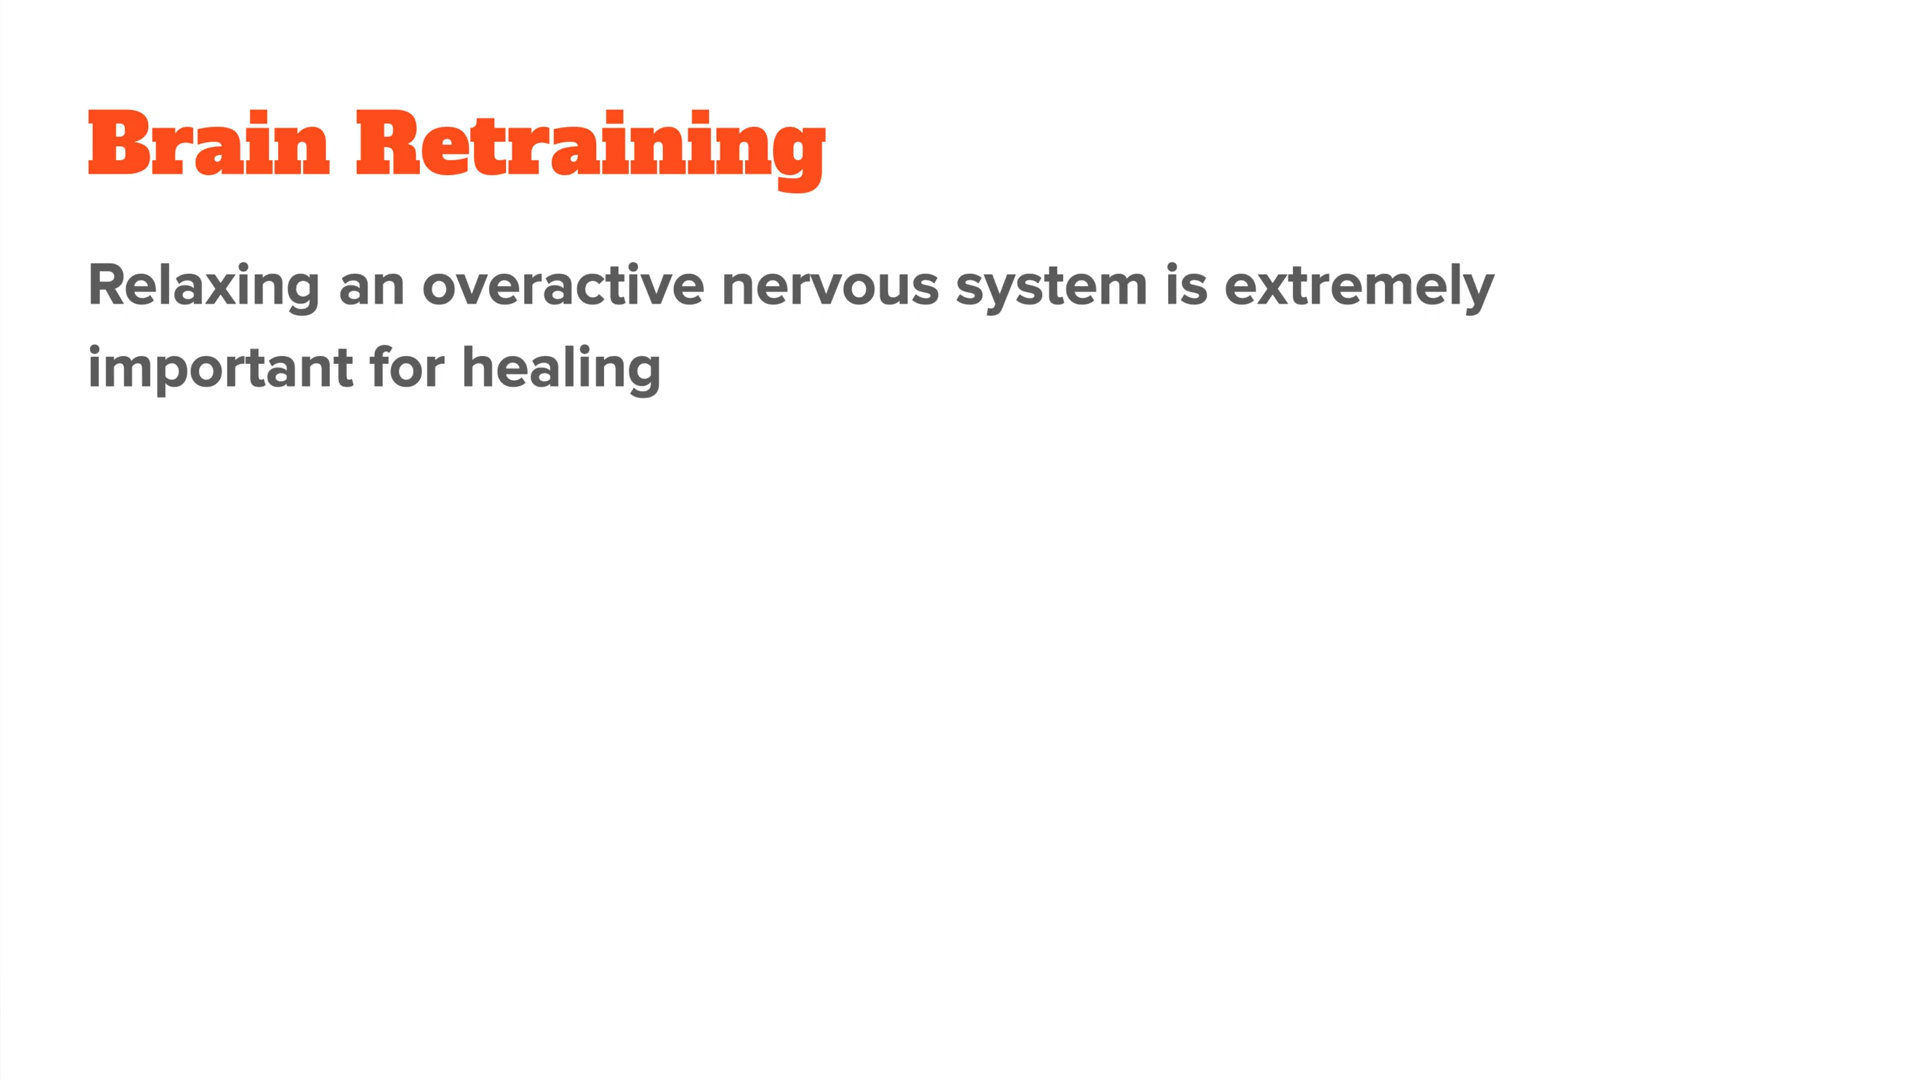 Brain Retraining
Relaxing an overactive nervous system is extremely
important for healing